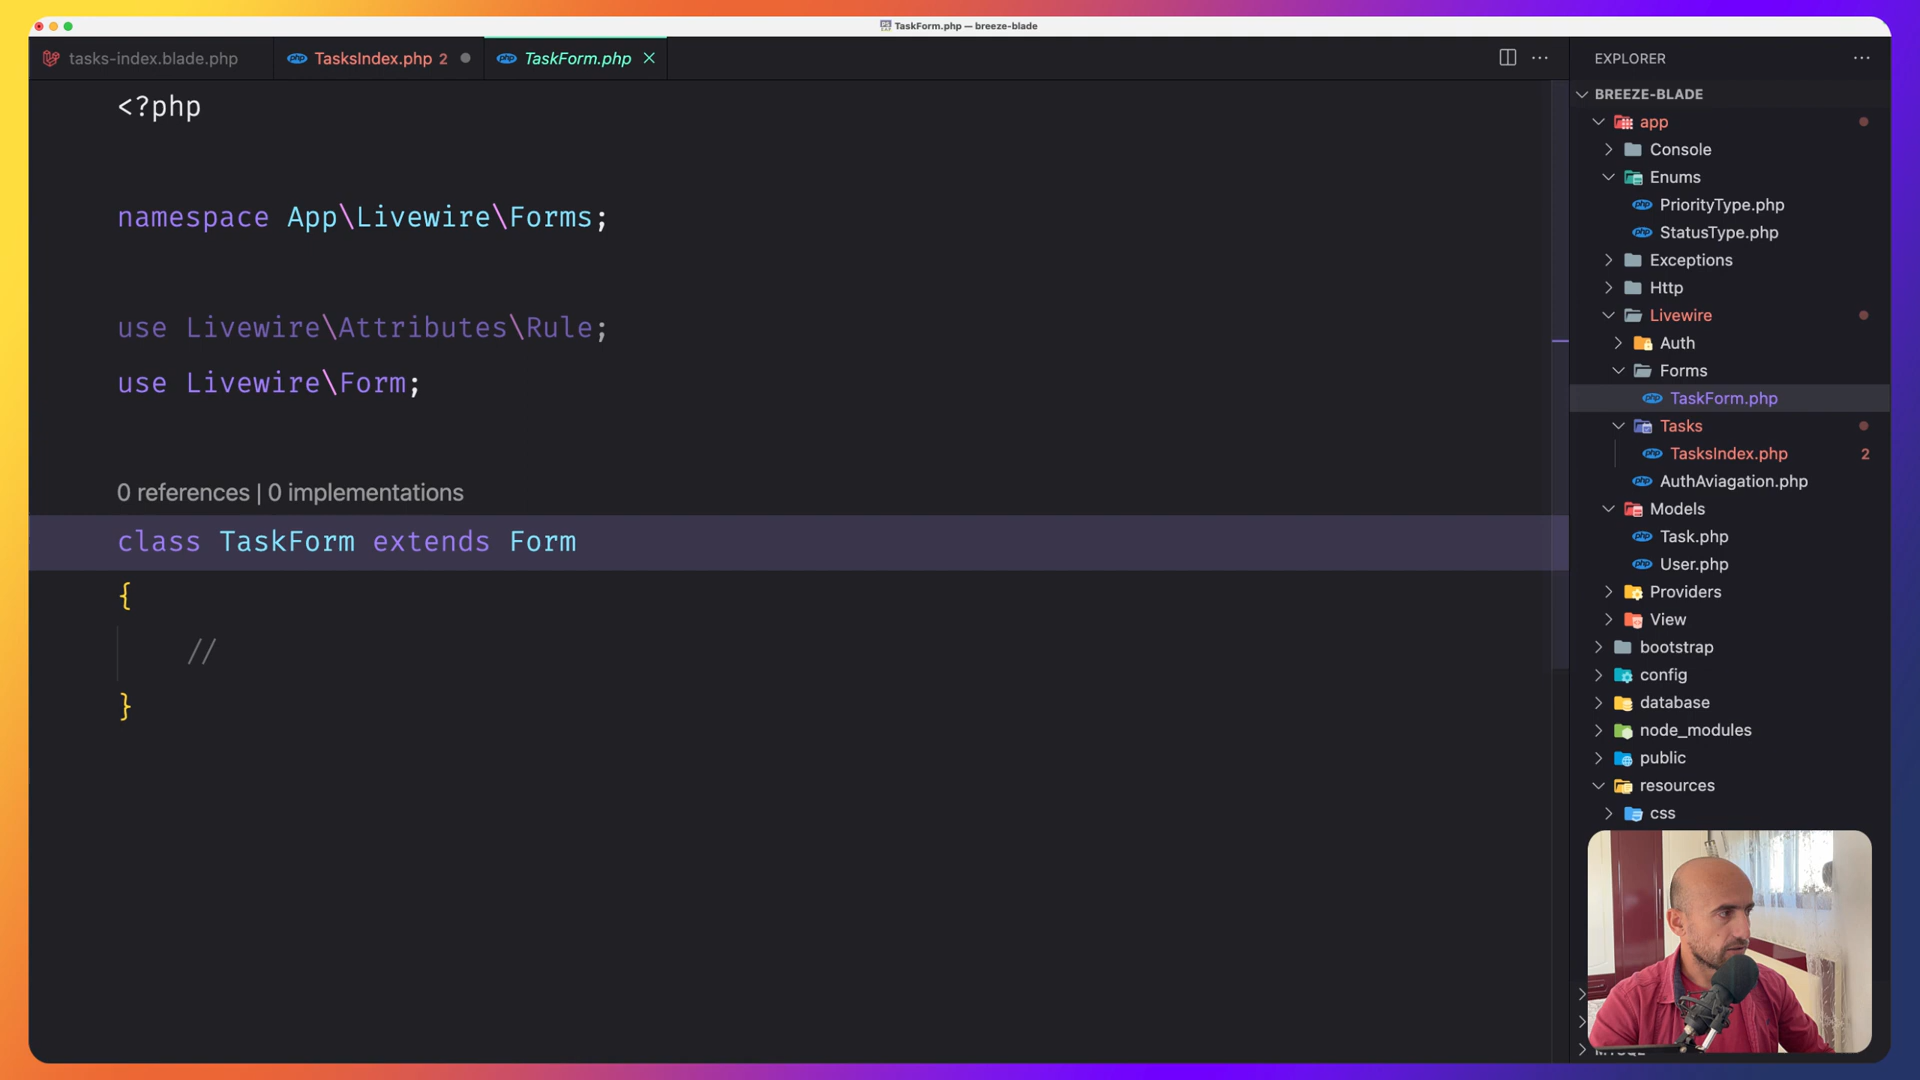 TaskForm.php — breeze-blade
tasks-index.blade.php
TasksIndex.php 2
TaskForm.php
<?php
namespace App\Livewire\Forms;
use Livewire\Attributes\Rule;
use Livewire\Form;
0 references | 0 implementations
class TaskForm extends Form
{
//
}
EXPLORER
BREEZE-BLADE
app
Console
Enums
PriorityType.php
StatusType.php
Exceptions
Http
Livewire
Auth
Forms
TaskForm.php
Tasks
TasksIndex.php 2
AuthAviagation.php
Models
Task.php
User.php
Providers
View
bootstrap
config
database
node_modules
public
resources
css